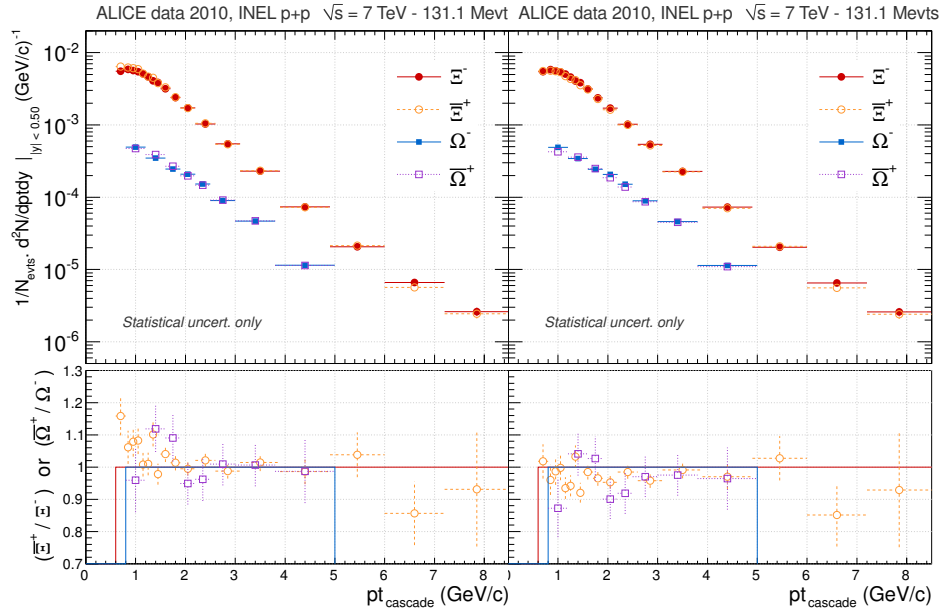 ALICE data 2010, INEL p+p √s = 7 TeV - 131.1 Mevt
ALICE data 2010, INEL p+p √s = 7 TeV - 131.1 Mevts
1/N_evts. d²N/dptdy |_|y| < 0.50 (GeV/c)⁻¹
10⁻²
10⁻³
10⁻⁴
10⁻⁵
10⁻⁶
Ξ⁻
Ξ̅⁺
Ω⁻
Ω̅⁺
Statistical uncert. only
Ξ⁻
Ξ̅⁺
Ω⁻
Ω̅⁺
Statistical uncert. only
(Ξ̅⁺ / Ξ⁻) or (Ω̅⁺ / Ω⁻)
1.3
1.2
1.1
1
0.9
0.8
0.7
0 1 2 3 4 5 6 7 8
0 1 2 3 4 5 6 7 8
pt_cascade (GeV/c)
pt_cascade (GeV/c)